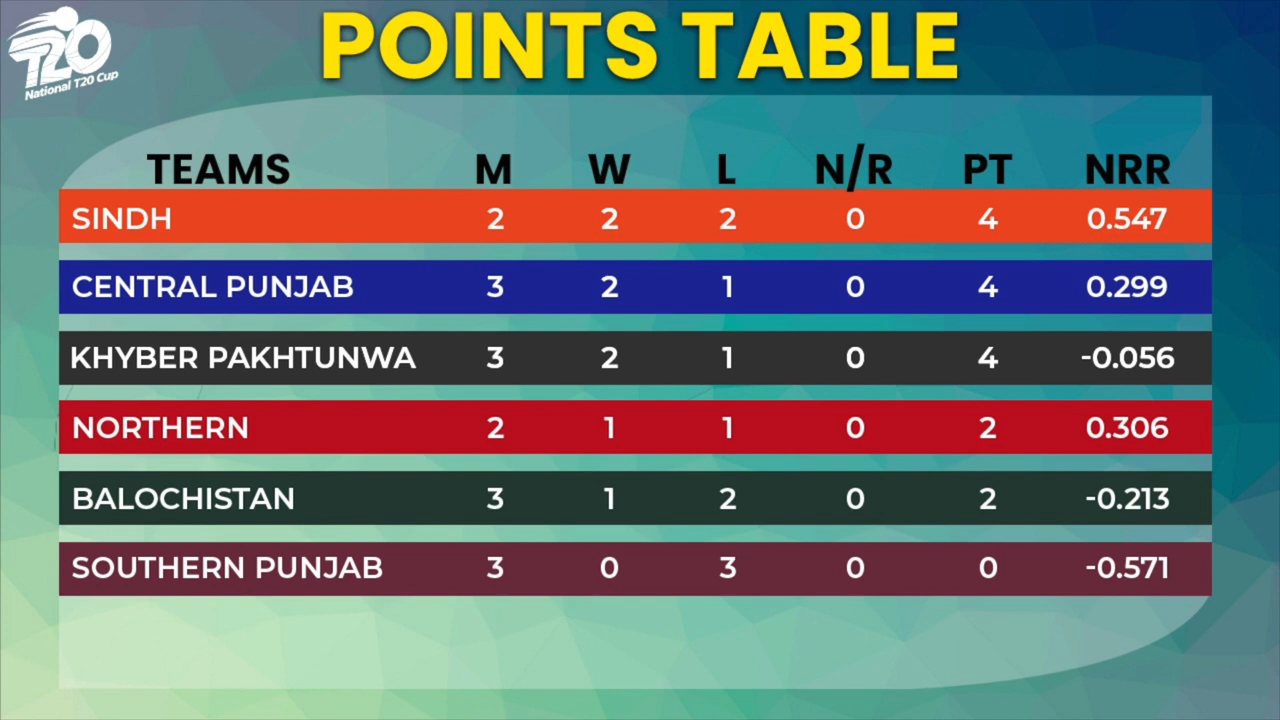 T20
National T20 Cup
POINTS TABLE
TEAMS M W L N/R PT NRR
SINDH 2 2 2 0 4 0.547
CENTRAL PUNJAB 3 2 1 0 4 0.299
KHYBER PAKHTUNWA 3 2 1 0 4 -0.056
NORTHERN 2 1 1 0 2 0.306
BALOCHISTAN 3 1 2 0 2 -0.213
SOUTHERN PUNJAB 3 0 3 0 0 -0.571